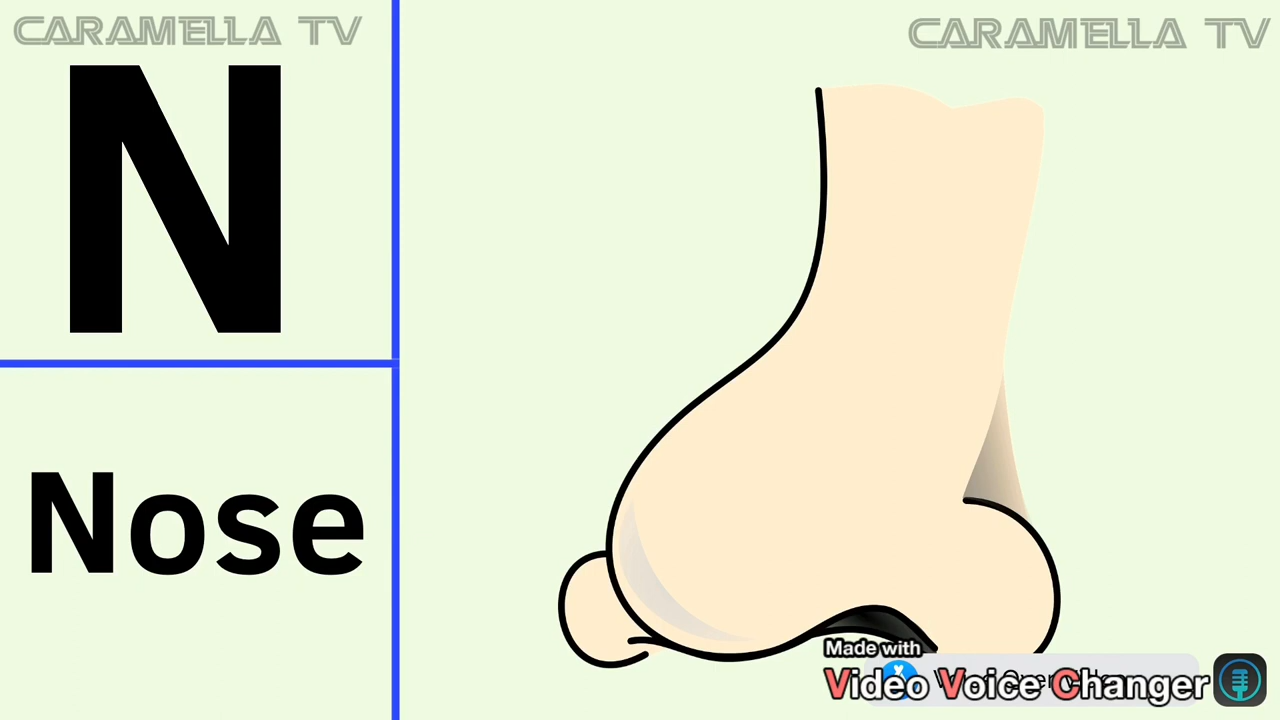 CARAMELLA TV
CARAMELLA TV
N
Nose
Made with
Video Voice Changer